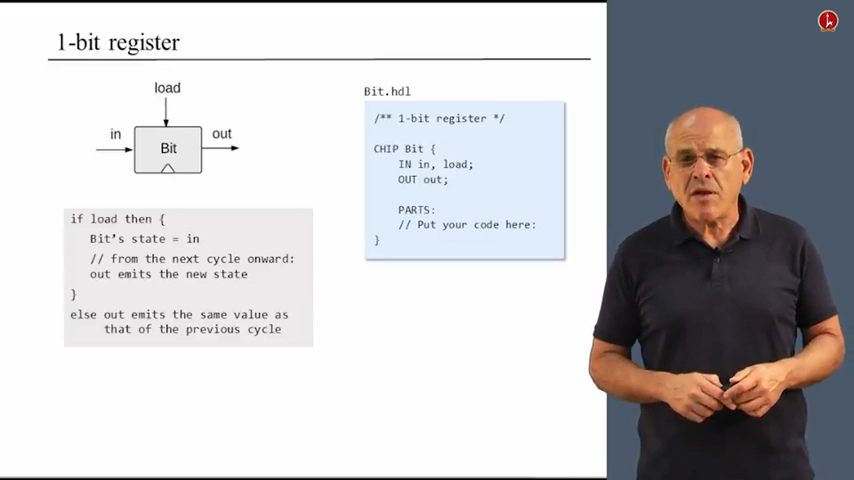 1-bit register
load
in
out
Bit
if load then {
Bit's state = in
// from the next cycle onward:
out emits the new state
}
else out emits the same value as
that of the previous cycle
Bit.hdl
/** 1-bit register */
CHIP Bit {
IN in, load;
OUT out;
PARTS:
// Put your code here:
}